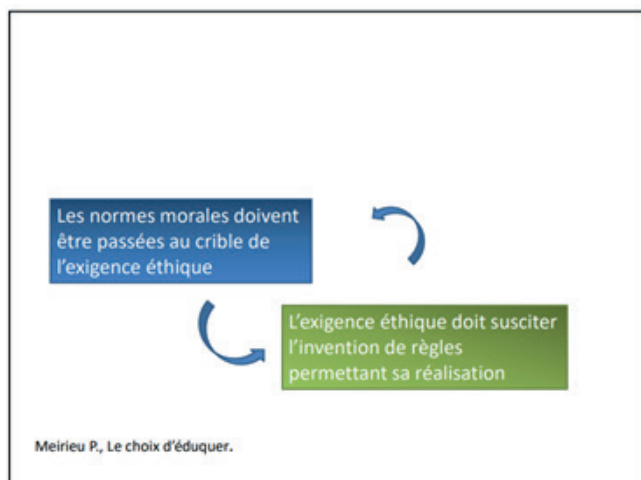 Les normes morales doivent
être passées au crible de
l'exigence éthique
L'exigence éthique doit susciter
l'invention de règles
permettant sa réalisation
Meirieu P., Le choix d'éduquer.